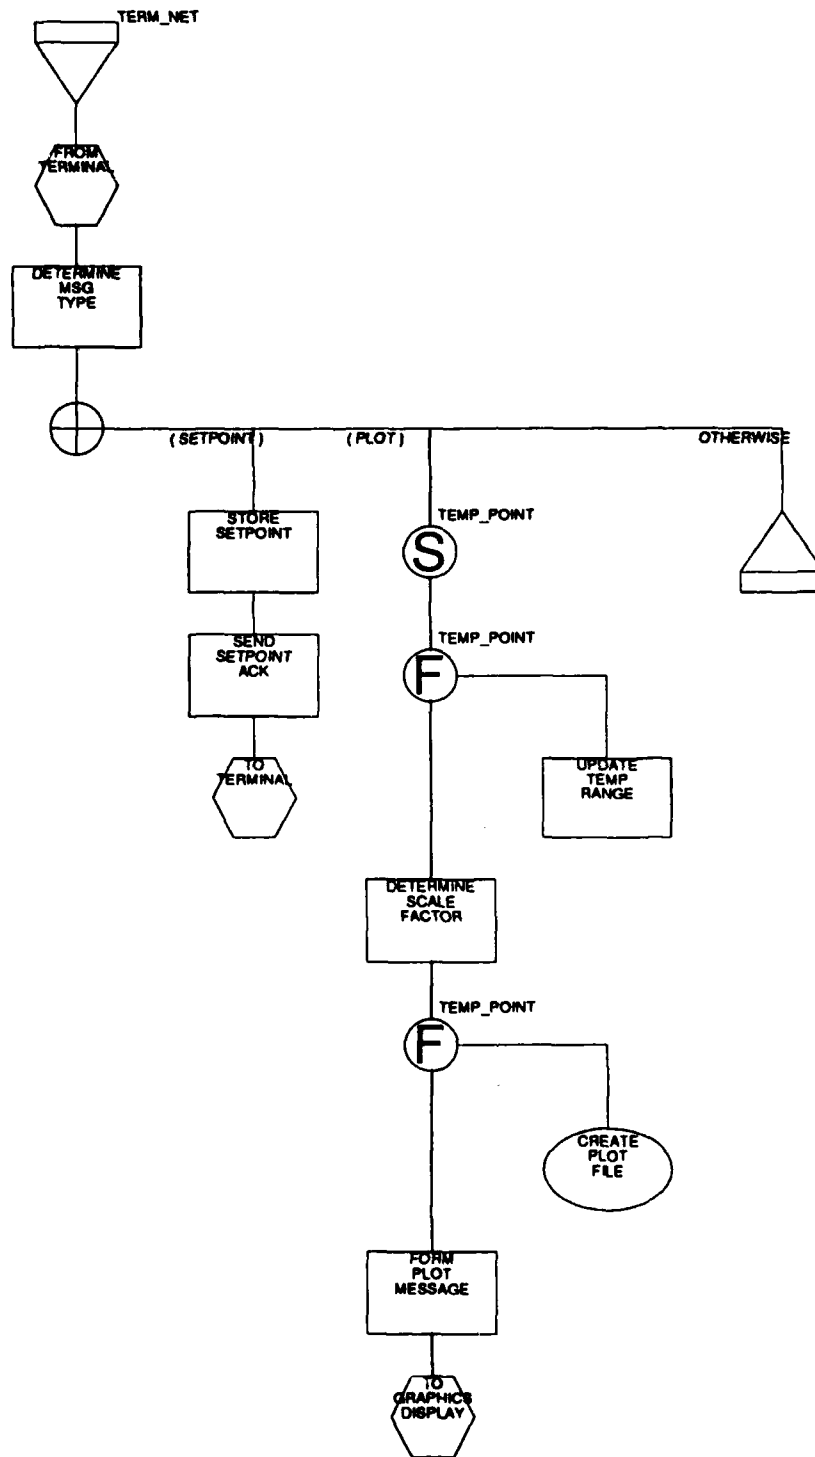 TERM_NET
FROM
TERMINAL
DETERMINE
MSG
TYPE
(SETPOINT)
(PLOT)
OTHERWISE
STORE
SETPOINT
TEMP_POINT
S
SEND
SETPOINT
ACK
TEMP_POINT
F
TO
TERMINAL
UPDATE
TEMP
RANGE
DETERMINE
SCALE
FACTOR
TEMP_POINT
F
CREATE
PLOT
FILE
FORM
PLOT
MESSAGE
TO
GRAPHICS
DISPLAY